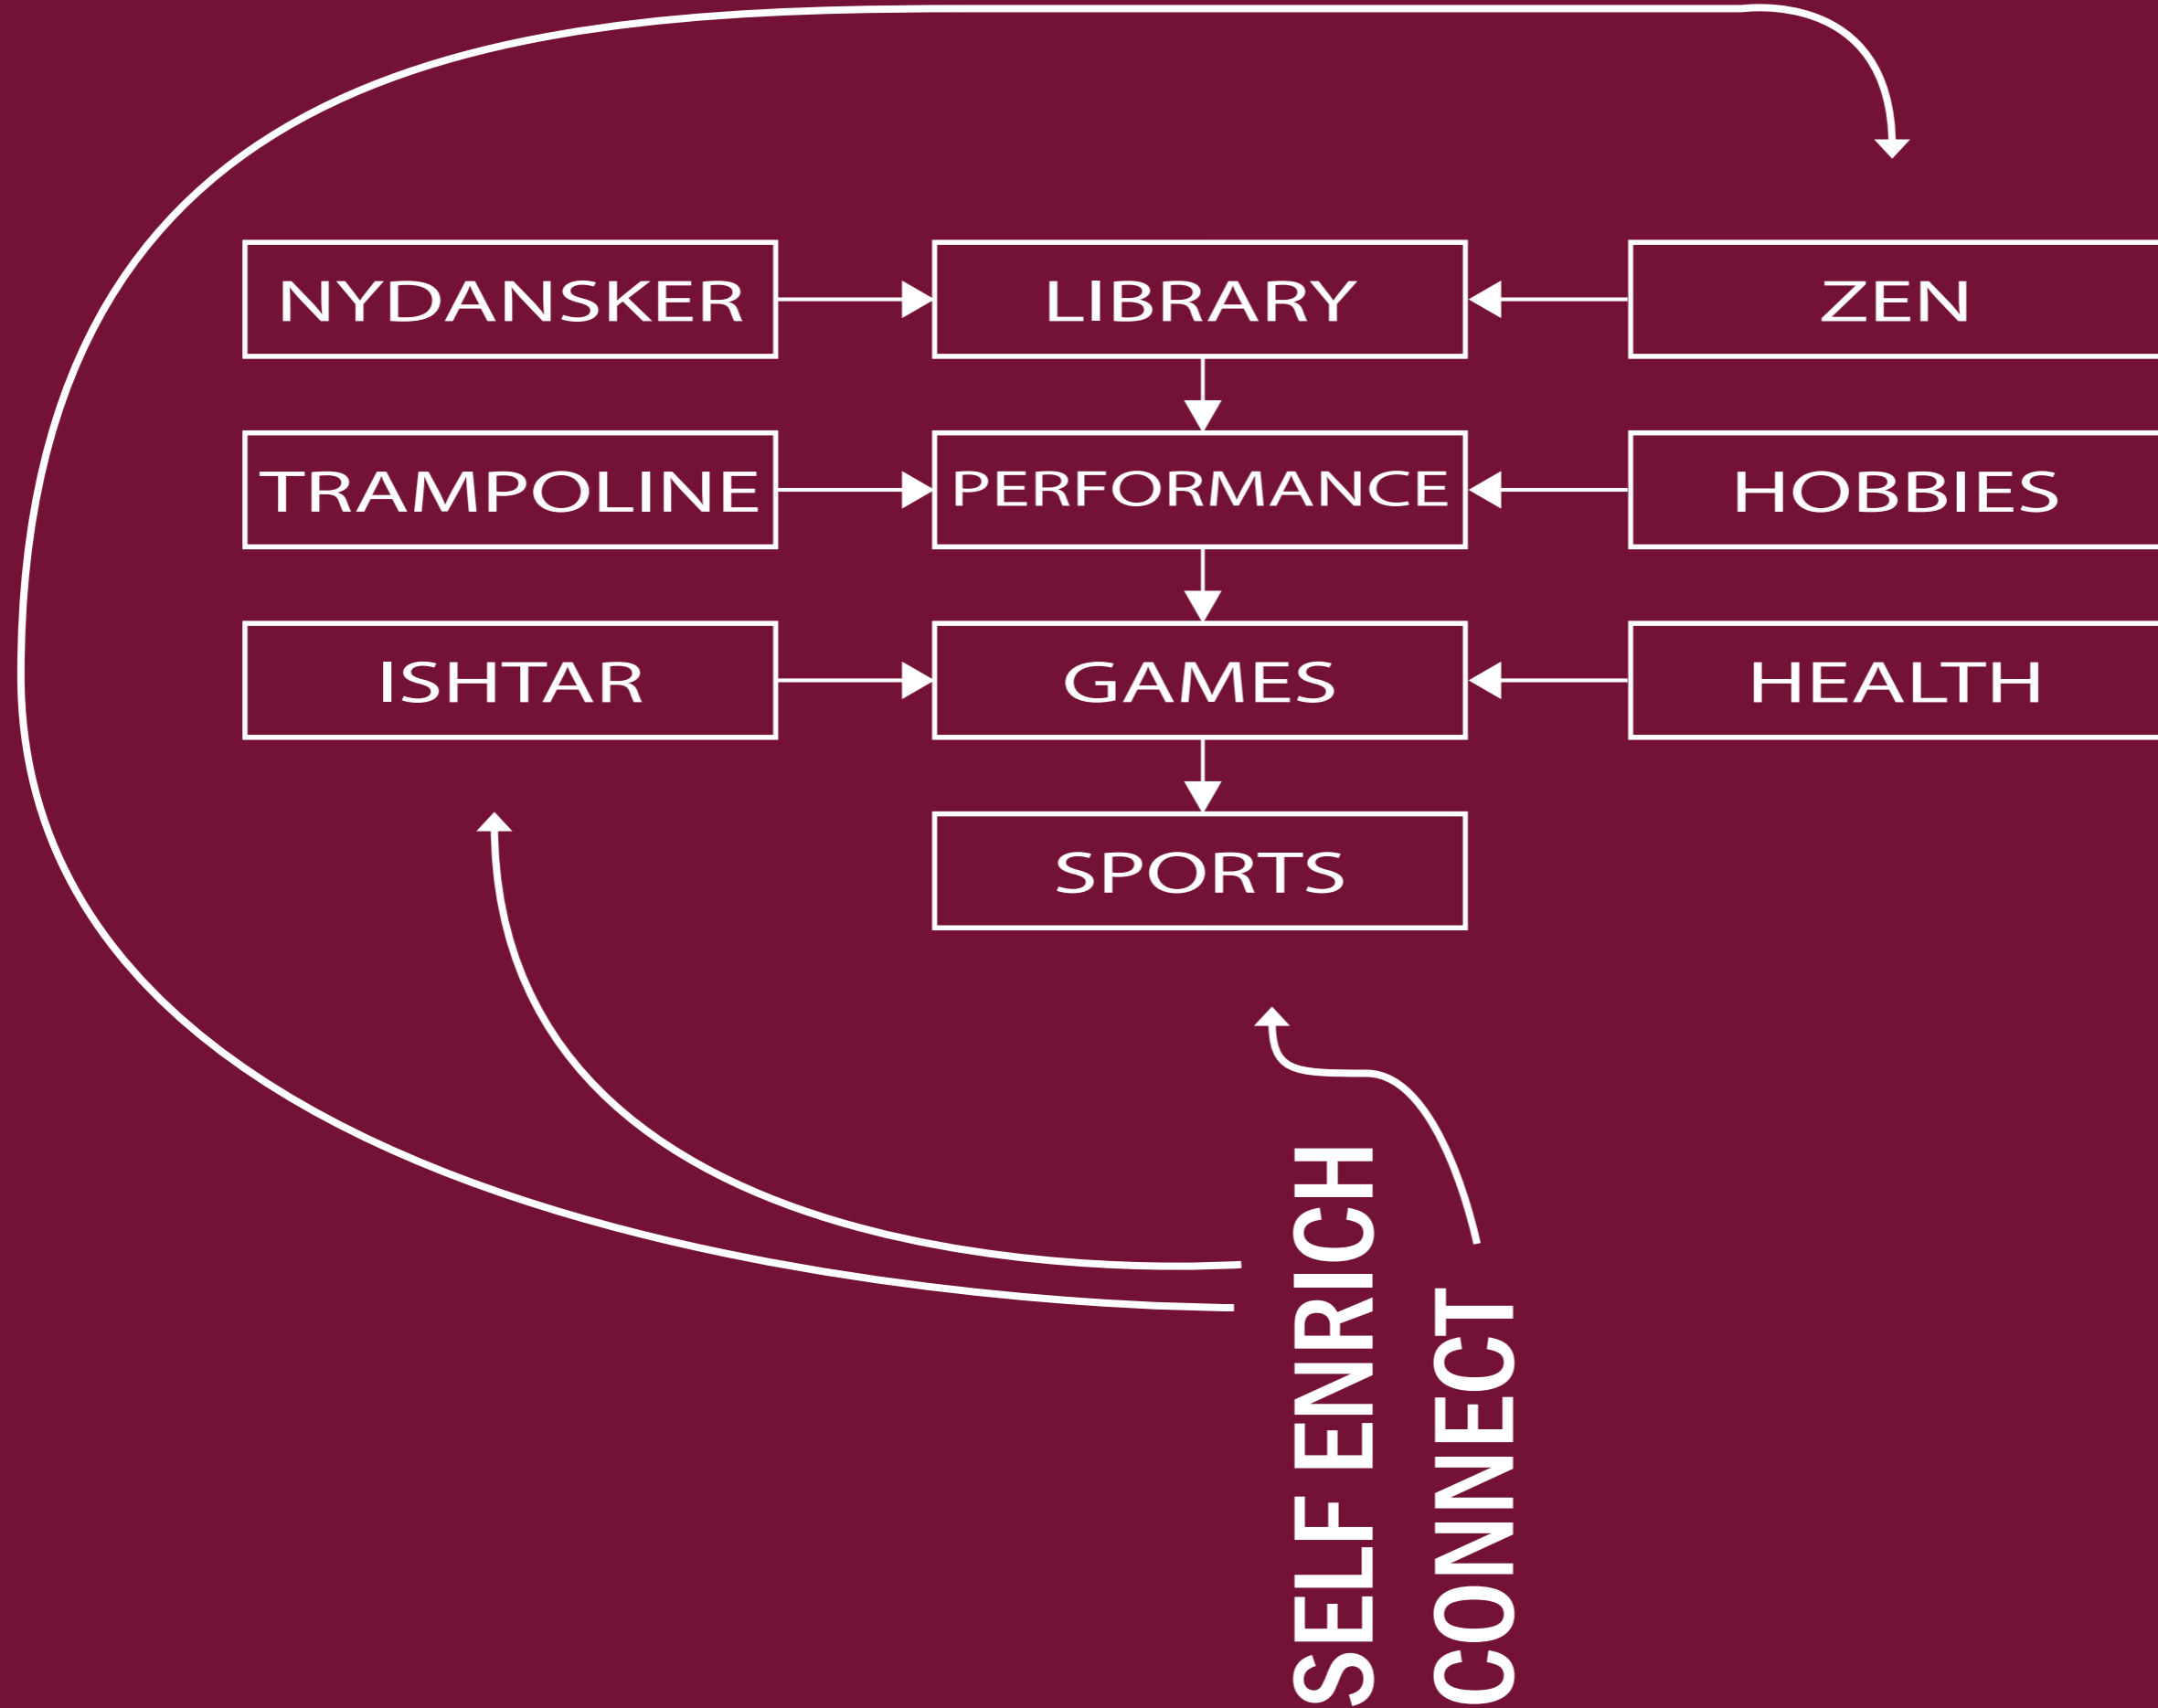 NYDANSKER
LIBRARY
ZEN
TRAMPOLINE
PERFORMANCE
HOBBIES
ISHTAR
GAMES
HEALTH
SPORTS
SELF ENRICH
CONNECT